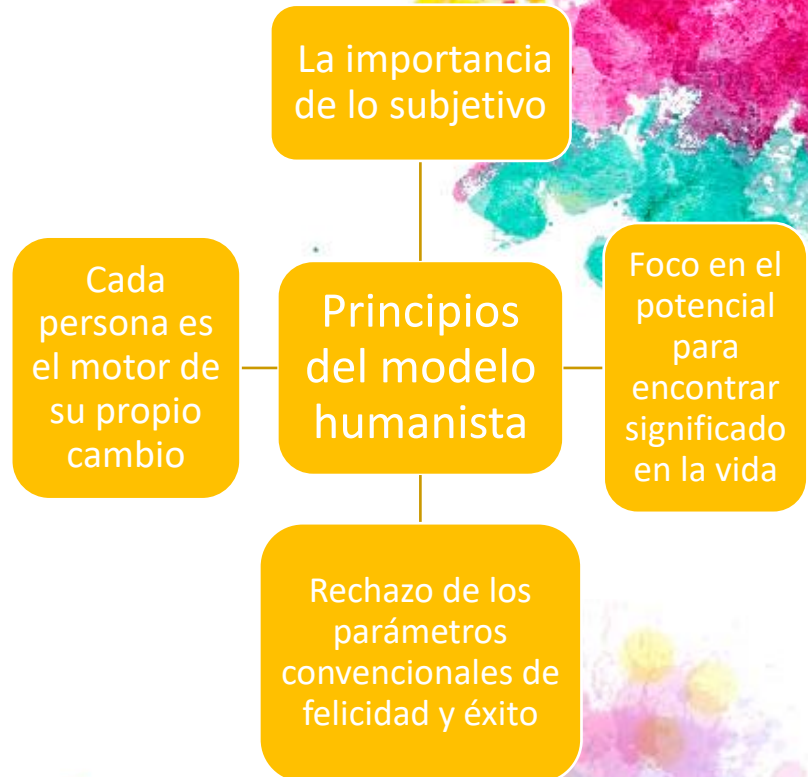 La importancia
de lo subjetivo
Cada
persona es
el motor de
su propio
cambio
Principios
del modelo
humanista
Foco en el
potencial
para
encontrar
significado
en la vida
Rechazo de los
parámetros
convencionales de
felicidad y éxito